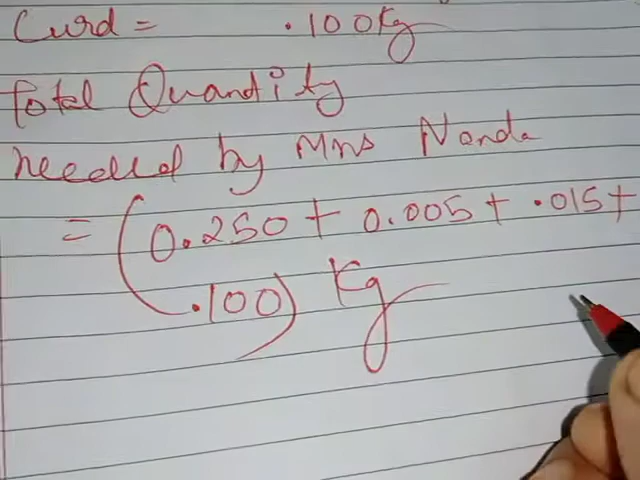 Curd = .100 Kg
Total Quantity
needed by Mrs Nanda
= (0.250 + 0.005 + .015 +
.100) Kg